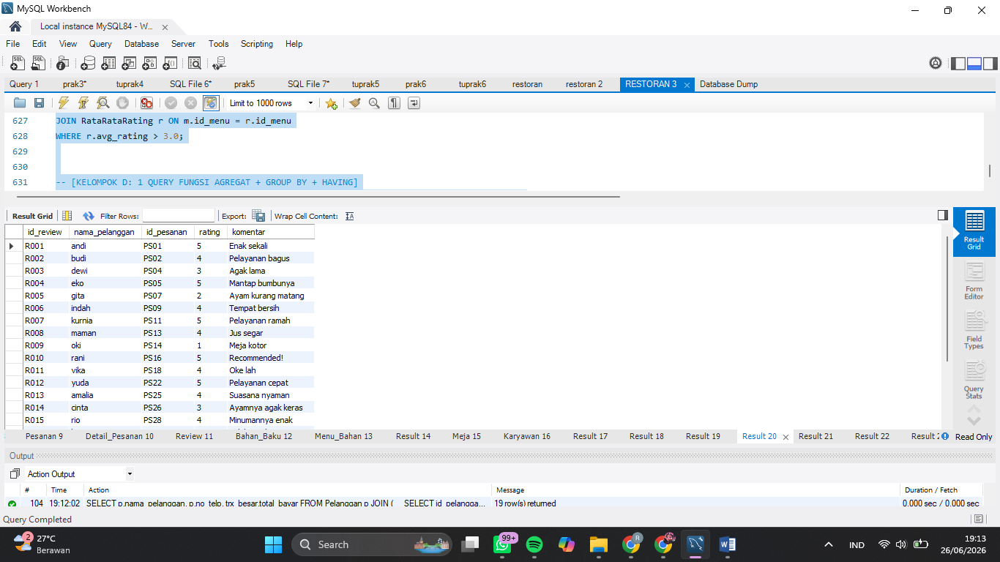 MySQL Workbench
Local instance MySQL84 - W...
File Edit View Query Database Server Tools Scripting Help
Query 1 prak3* tuprak4 SQL File 6* prak5 SQL File 7* tuprak5 prak6 tuprak6 restoran restoran 2 RESTORAN 3 Database Dump
Limit to 1000 rows
627 JOIN RataRataRating r ON m.id_menu = r.id_menu
628 WHERE r.avg_rating > 3.0;
629
630
631 -- [KELOMPOK D: 1 QUERY FUNGSI AGREGAT + GROUP BY + HAVING]
Result Grid Filter Rows: Export: Wrap Cell Content:
id_review nama_pelanggan id_pesanan rating komentar
R001 andi PS01 5 Enak sekali
R002 budi PS02 4 Pelayanan bagus
R003 dewi PS04 3 Agak lama
R004 eko PS05 5 Mantap bumbunya
R005 gita PS07 2 Ayam kurang matang
R006 indah PS09 4 Tempat bersih
R007 kurnia PS11 5 Pelayanan ramah
R008 maman PS13 4 Jus segar
R009 oki PS14 1 Meja kotor
R010 rani PS16 5 Recommended!
R011 vika PS18 4 Oke lah
R012 yuda PS22 5 Pelayanan cepat
R013 amalia PS25 4 Suasana nyaman
R014 cinta PS26 3 Ayamnya agak keras
R015 rio PS28 4 Minumannya enak
Result Grid
Form Editor
Field Types
Query Stats
Pesanan 9 Detail_Pesanan 10 Review 11 Bahan_Baku 12 Menu_Bahan 13 Result 14 Meja 15 Karyawan 16 Result 17 Result 18 Result 19 Result 20 Result 21 Result 22 Result Read Only
Output
Action Output
# Time Action Message Duration / Fetch
104 19:12:02 SELECT p.nama_pelanggan, p.no_telp, trx_besar.total_bayar FROM Pelanggan p JOIN ( SELECT id_pelangga... 19 row(s) returned 0.000 sec / 0.000 sec
Query Completed
2 27°C
Berawan
Search
99+
R
IND
19:13
26/06/2026